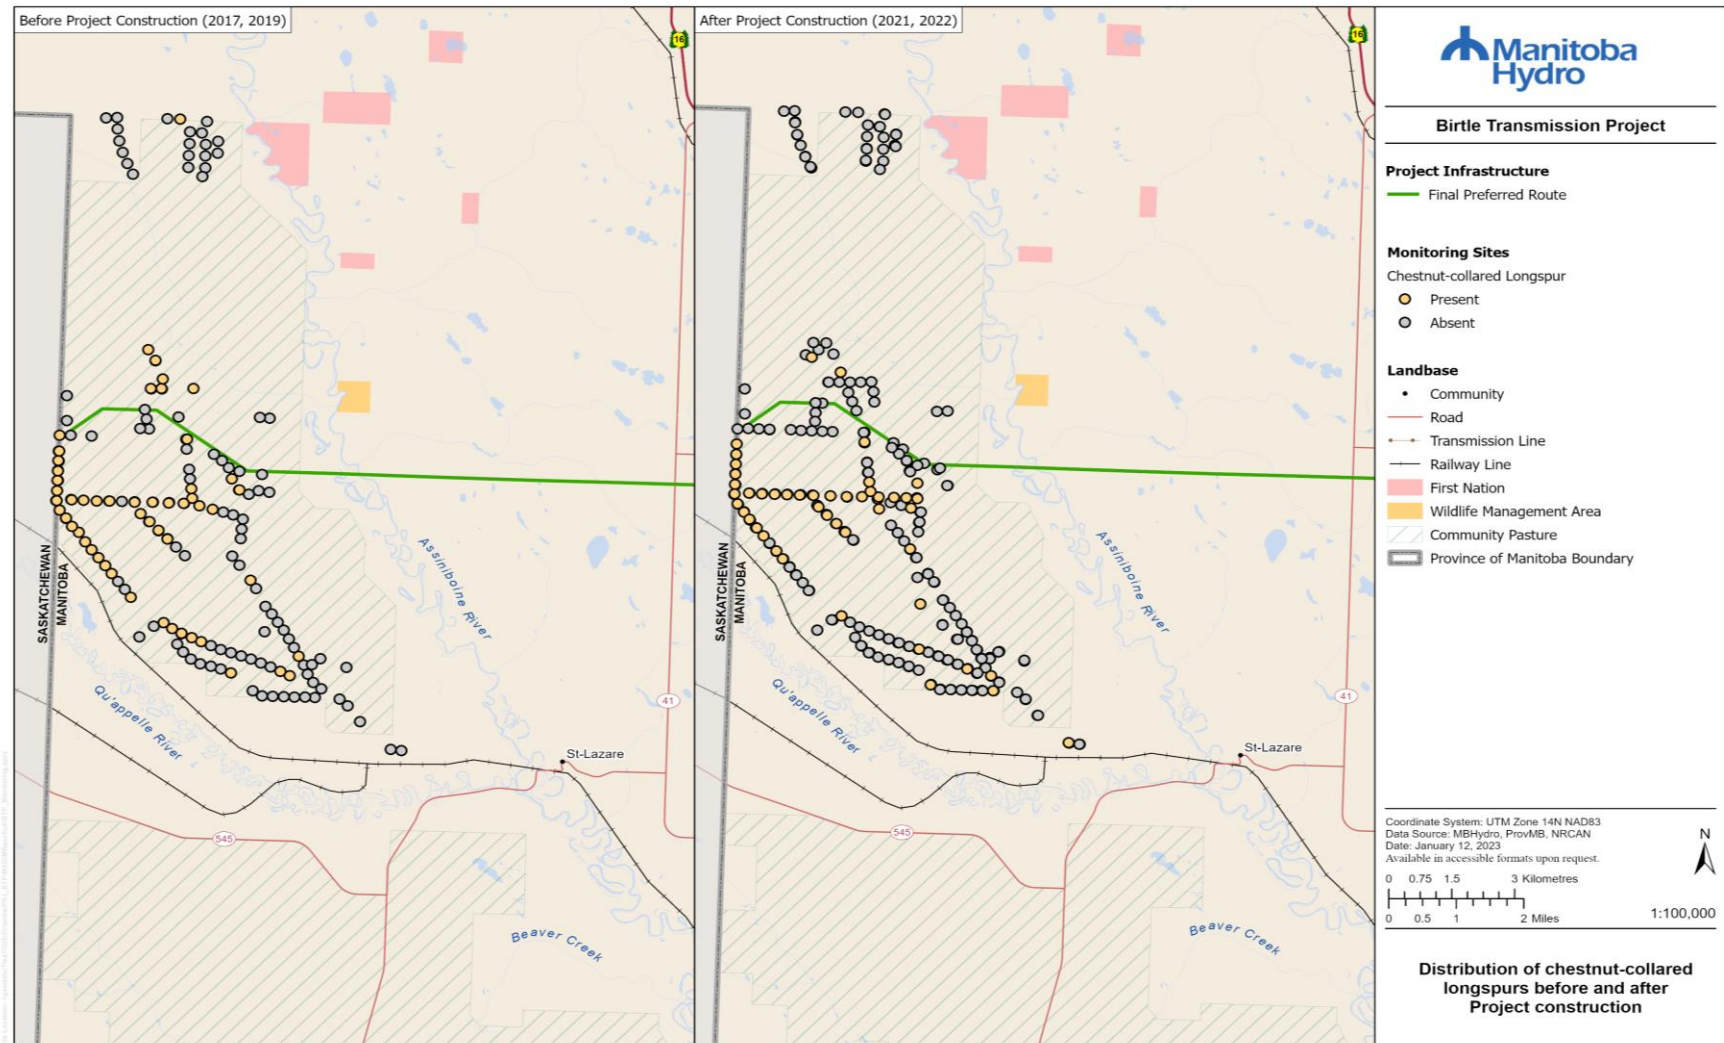 Before Project Construction (2017, 2019)
16
SASKATCHEWAN
MANITOBA
Assiniboine River
Qu'appelle River
41
St-Lazare
545
Beaver Creek
After Project Construction (2021, 2022)
16
SASKATCHEWAN
MANITOBA
Assiniboine River
Qu'appelle River
41
St-Lazare
545
Beaver Creek
Manitoba
Hydro
Birtle Transmission Project
Project Infrastructure
Final Preferred Route
Monitoring Sites
Chestnut-collared Longspur
Present
Absent
Landbase
Community
Road
Transmission Line
Railway Line
First Nation
Wildlife Management Area
Community Pasture
Province of Manitoba Boundary
Coordinate System: UTM Zone 14N NAD83
Data Source: MBHydro, ProvMB, NRCAN
Date: January 12, 2023
Available in accessible formats upon request.
N
0 0.75 1.5 3 Kilometres
0 0.5 1 2 Miles
1:100,000
Distribution of chestnut-collared
longspurs before and after
Project construction